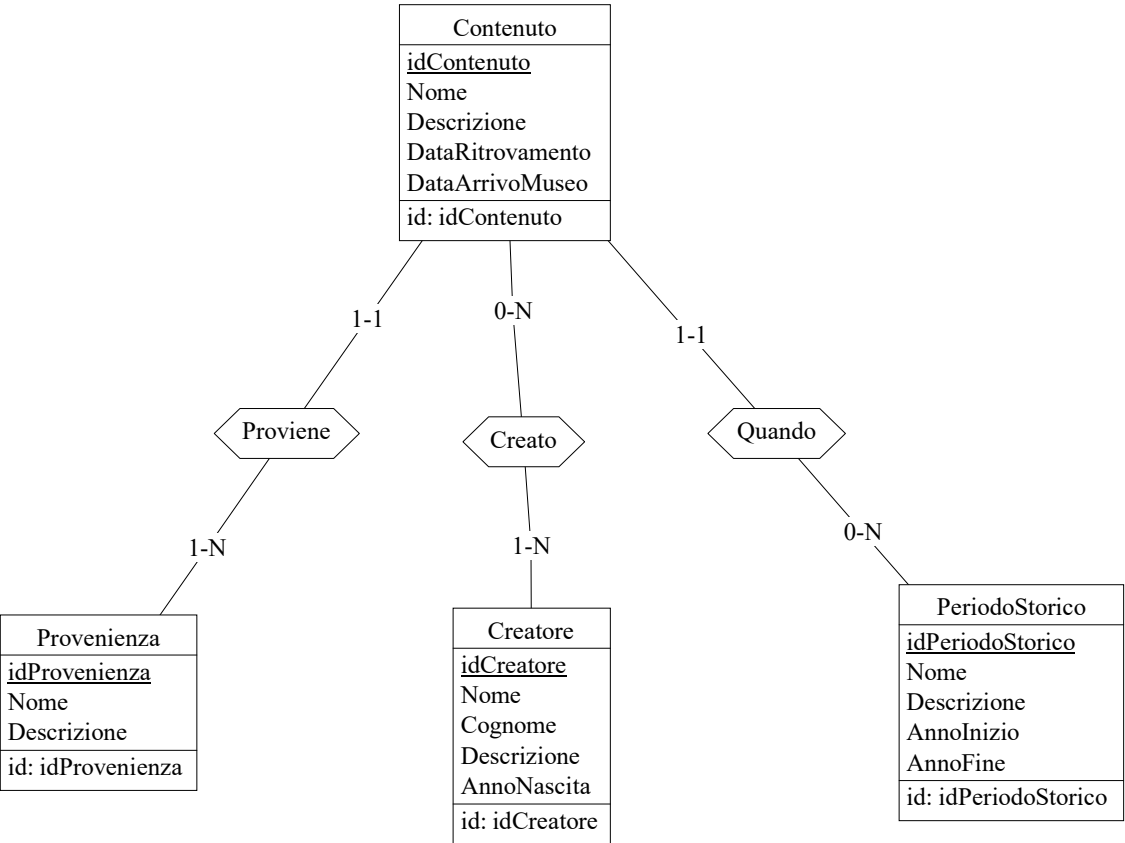 Contenuto
idContenuto
Nome
Descrizione
DataRitrovamento
DataArrivoMuseo
id: idContenuto
1-1
0-N
1-1
Proviene
Creato
Quando
1-N
1-N
0-N
Provenienza
idProvenienza
Nome
Descrizione
id: idProvenienza
Creatore
idCreatore
Nome
Cognome
Descrizione
AnnoNascita
id: idCreatore
PeriodoStorico
idPeriodoStorico
Nome
Descrizione
AnnoInizio
AnnoFine
id: idPeriodoStorico